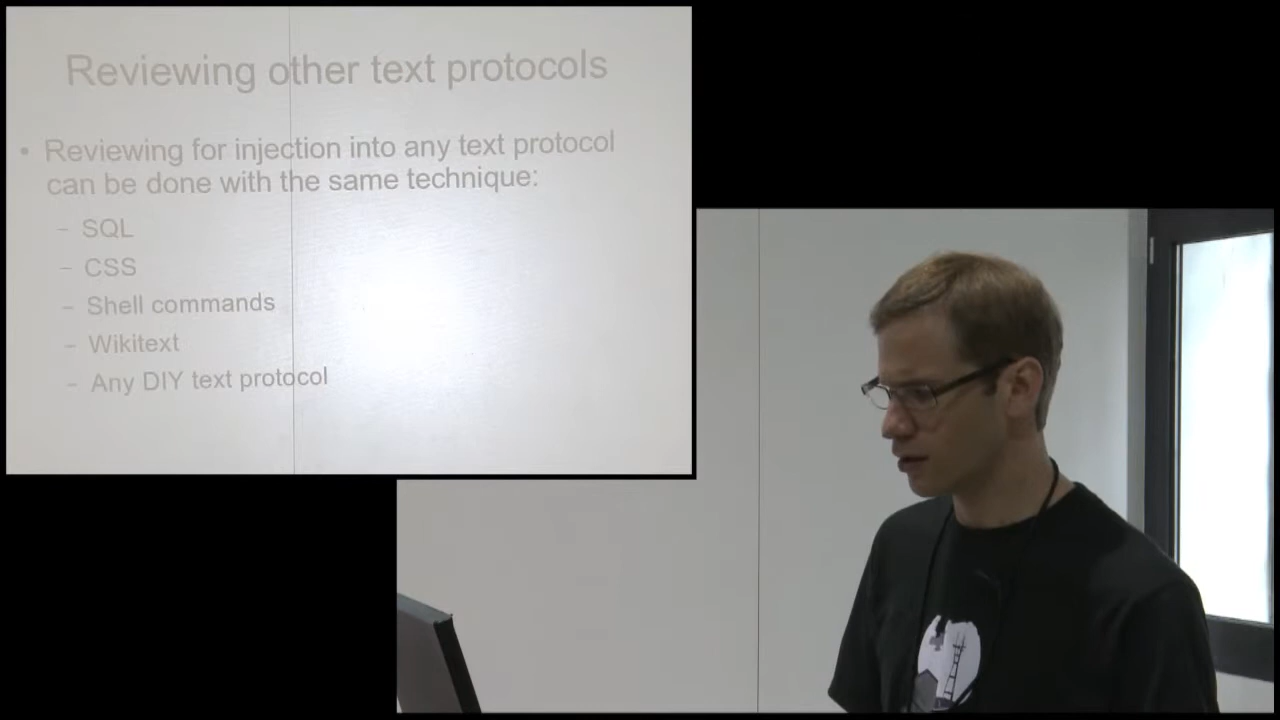 Reviewing other text protocols
• Reviewing for injection into any text protocol
can be done with the same technique:
– SQL
– CSS
– Shell commands
– Wikitext
– Any DIY text protocol